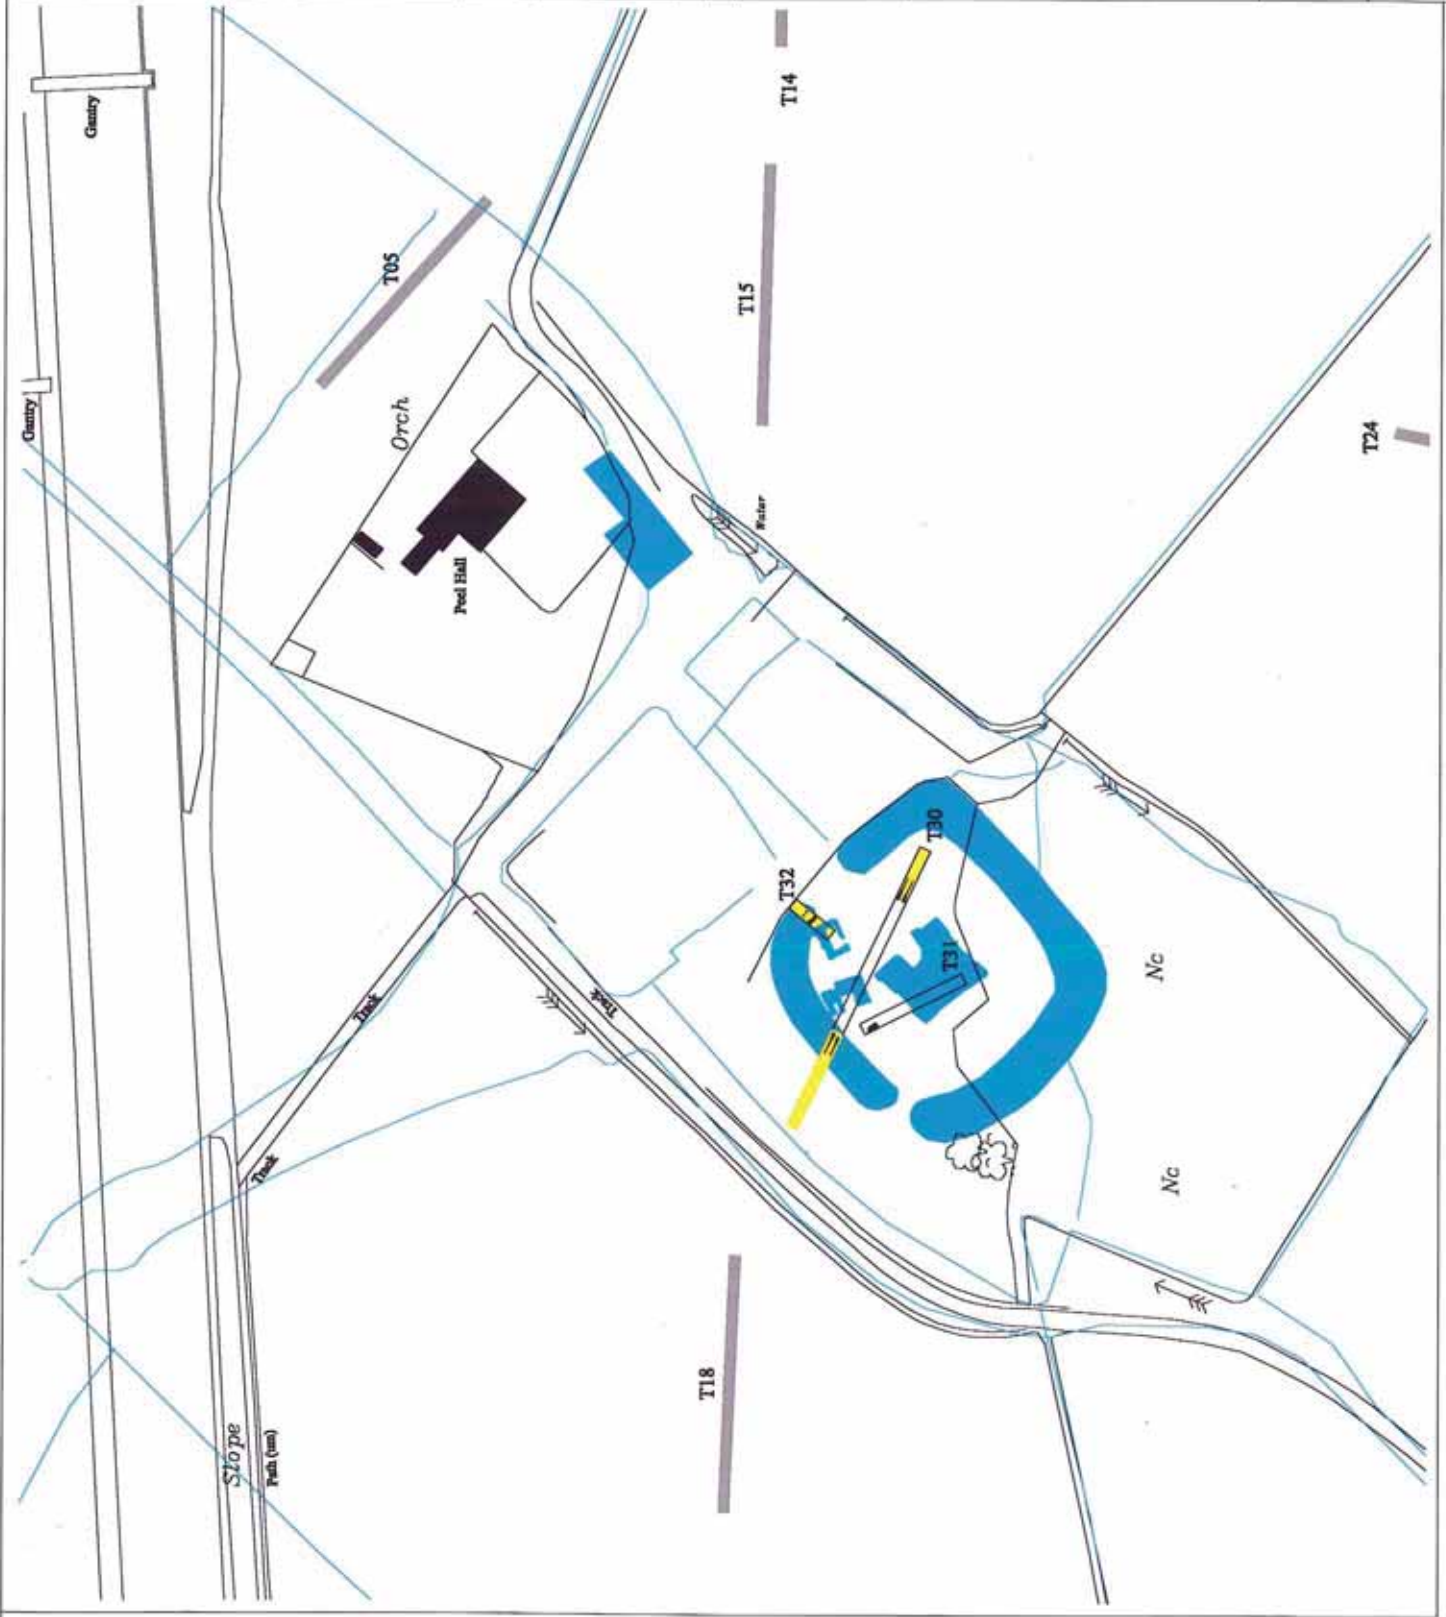 Gantry
Gantry
T14
T05
T15
Orch
T24
Peel Hall
Water
T30
T32
T31
Nc
Track
Track
Track
Nc
T18
Slope
Path (um)